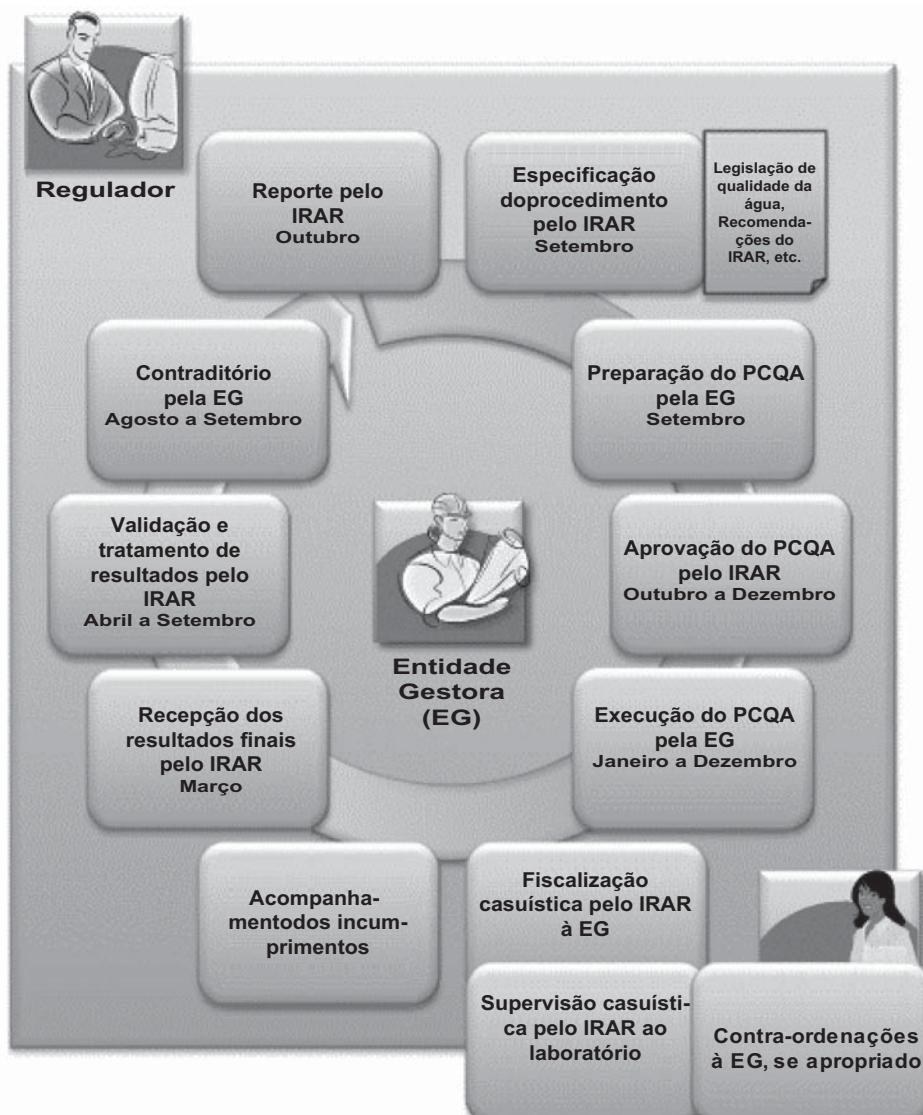 Regulador
Reporte pelo
IRAR
Outubro
Especificação
doprocedimento
pelo IRAR
Setembro
Legislação de
qualidade da
água,
Recomenda-
ções do
IRAR, etc.
Contraditório
pela EG
Agosto a Setembro
Preparação do PCQA
pela EG
Setembro
Validação e
tratamento de
resultados pelo
IRAR
Abril a Setembro
Aprovação do PCQA
pelo IRAR
Outubro a Dezembro
Entidade
Gestora
(EG)
Recepção dos
resultados finais
pelo IRAR
Março
Execução do PCQA
pela EG
Janeiro a Dezembro
Acompanha-
mentodos incum-
primentos
Fiscalização
casuística pelo IRAR
à EG
Supervisão casuísti-
ca pelo IRAR ao
laboratório
Contra-ordenações
à EG, se apropriado